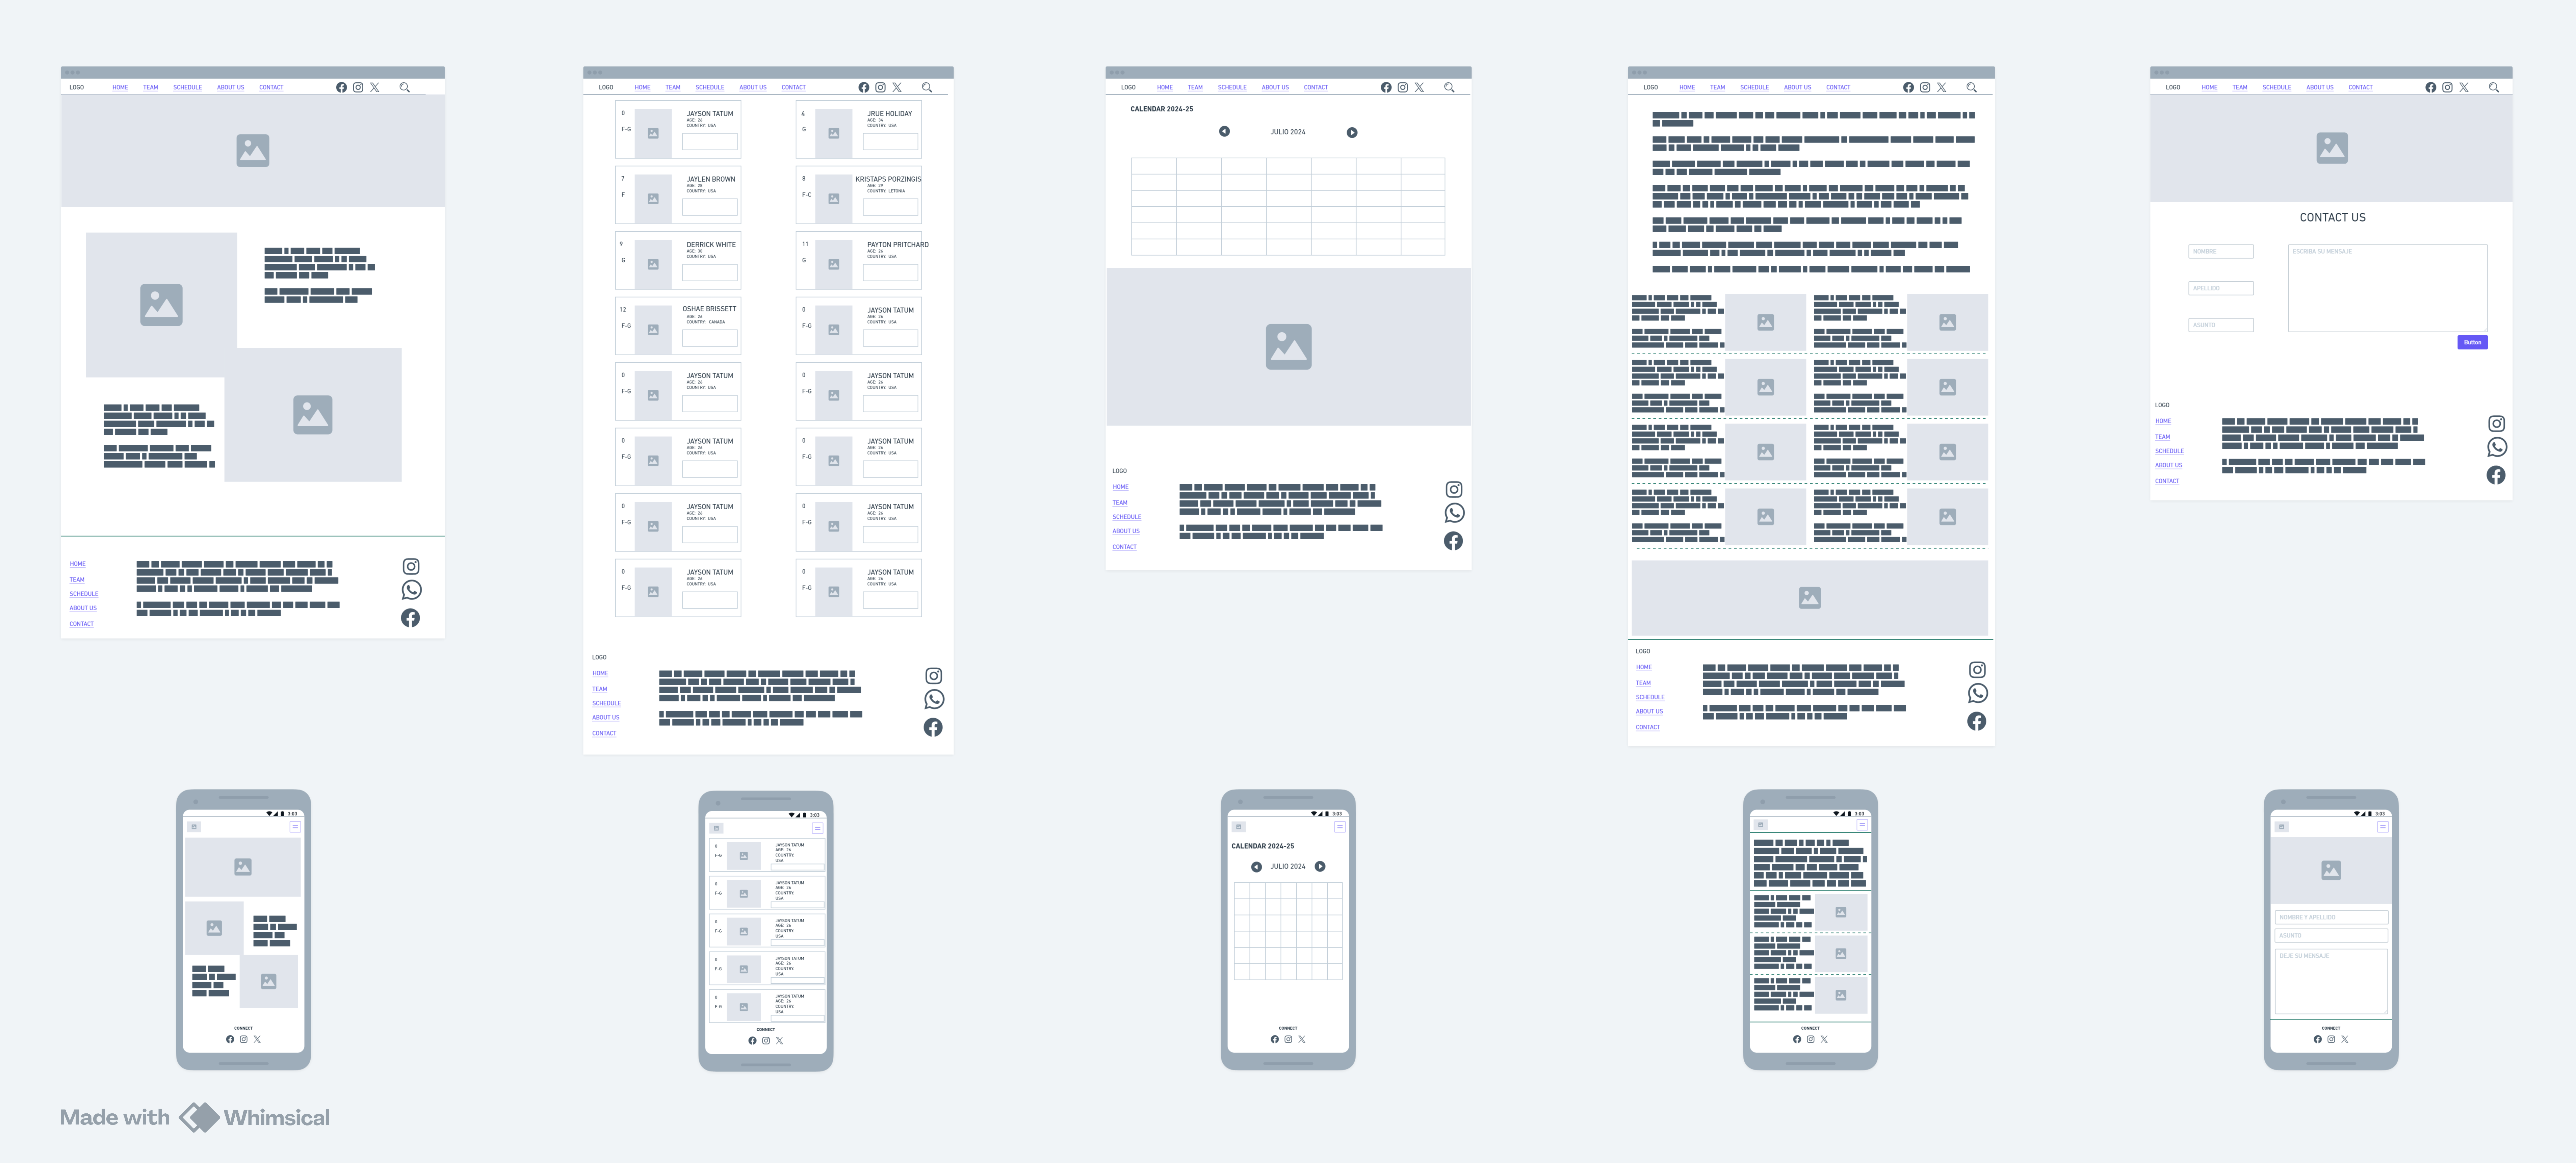 LOGO HOME TEAM SCHEDULE ABOUT US CONTACT
HOME
TEAM
SCHEDULE
ABOUT US
CONTACT
LOGO HOME TEAM SCHEDULE ABOUT US CONTACT
0 JAYSON TATUM
AGE: 26
F-G COUNTRY: USA
4 JRUE HOLIDAY
AGE: 34
G COUNTRY: USA
7 JAYLEN BROWN
AGE: 28
F COUNTRY: USA
8 KRISTAPS PORZINGIS
AGE: 29
F-C COUNTRY: LETONIA
9 DERRICK WHITE
AGE: 30
G COUNTRY: USA
11 PAYTON PRITCHARD
AGE: 26
G COUNTRY: USA
12 OSHAE BRISSETT
AGE: 26
F-G COUNTRY: CANADA
0 JAYSON TATUM
AGE: 26
F-G COUNTRY: USA
0 JAYSON TATUM
AGE: 26
F-G COUNTRY: USA
0 JAYSON TATUM
AGE: 26
F-G COUNTRY: USA
0 JAYSON TATUM
AGE: 26
F-G COUNTRY: USA
0 JAYSON TATUM
AGE: 26
F-G COUNTRY: USA
0 JAYSON TATUM
AGE: 26
F-G COUNTRY: USA
0 JAYSON TATUM
AGE: 26
F-G COUNTRY: USA
0 JAYSON TATUM
AGE: 26
F-G COUNTRY: USA
0 JAYSON TATUM
AGE: 26
F-G COUNTRY: USA
LOGO
HOME
TEAM
SCHEDULE
ABOUT US
CONTACT
LOGO HOME TEAM SCHEDULE ABOUT US CONTACT
CALENDAR 2024-25
JULIO 2024
LOGO
HOME
TEAM
SCHEDULE
ABOUT US
CONTACT
LOGO HOME TEAM SCHEDULE ABOUT US CONTACT
LOGO
HOME
TEAM
SCHEDULE
ABOUT US
CONTACT
LOGO HOME TEAM SCHEDULE ABOUT US CONTACT
CONTACT US
NOMBRE
ESCRIBA SU MENSAJE
APELLIDO
ASUNTO
Button
LOGO
HOME
TEAM
SCHEDULE
ABOUT US
CONTACT
3:03
CONNECT
3:03
0 JAYSON TATUM
AGE: 26
F-G COUNTRY:
USA
0 JAYSON TATUM
AGE: 26
F-G COUNTRY:
USA
0 JAYSON TATUM
AGE: 26
F-G COUNTRY:
USA
0 JAYSON TATUM
AGE: 26
F-G COUNTRY:
USA
0 JAYSON TATUM
AGE: 26
F-G COUNTRY:
USA
CONNECT
3:03
CALENDAR 2024-25
JULIO 2024
CONNECT
3:03
CONNECT
3:03
NOMBRE Y APELLIDO
ASUNTO
DEJE SU MENSAJE
CONNECT
Made with Whimsical